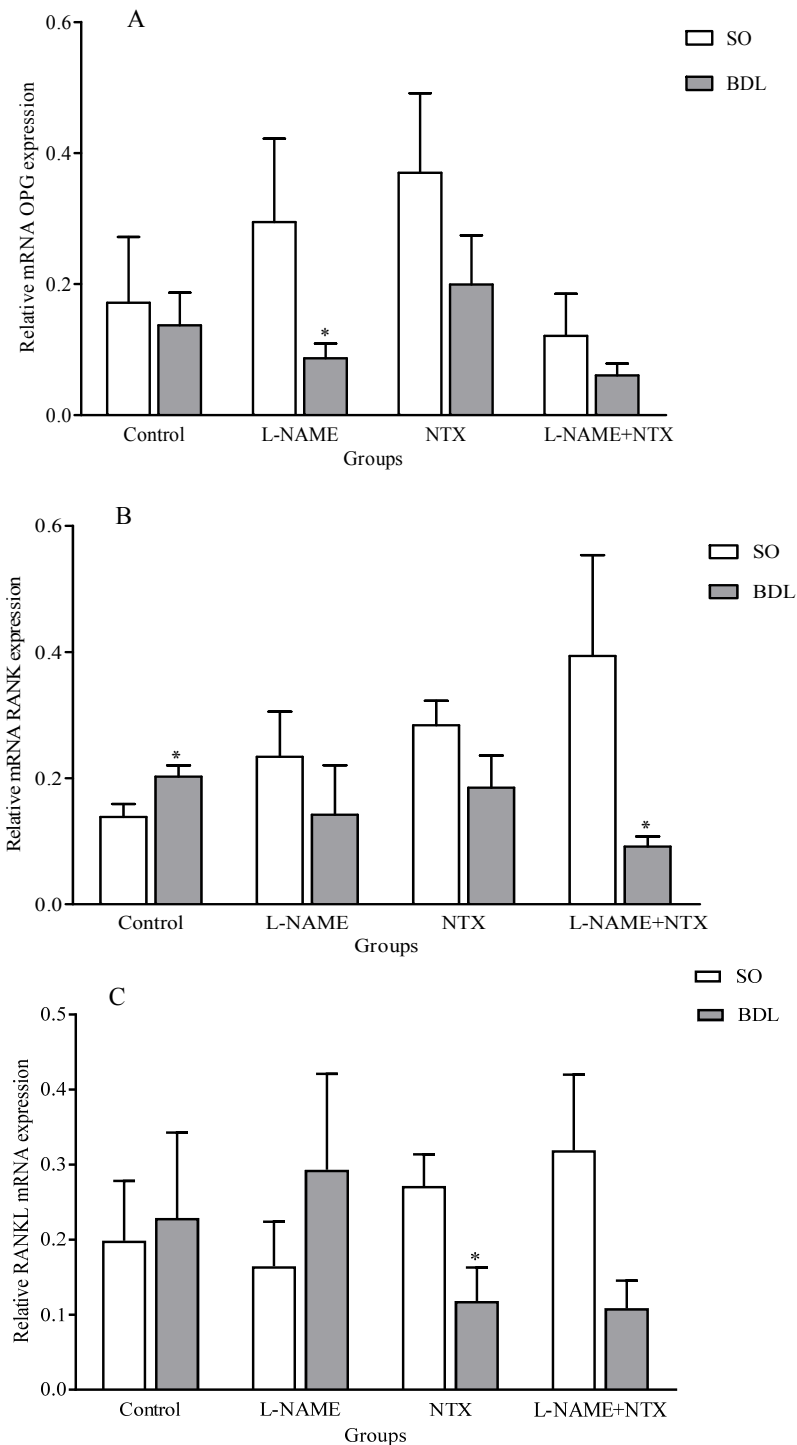 A
SO
BDL
Relative mRNA OPG expression
0.6
0.4
0.2
0.0
*
Control
L-NAME
NTX
L-NAME+NTX
Groups
B
SO
BDL
Relative mRNA RANK expression
0.6
0.4
0.2
0.0
*
*
Control
L-NAME
NTX
L-NAME+NTX
Groups
C
SO
BDL
Relative RANKL mRNA expression
0.5
0.4
0.3
0.2
0.1
0.0
*
Control
L-NAME
NTX
L-NAME+NTX
Groups